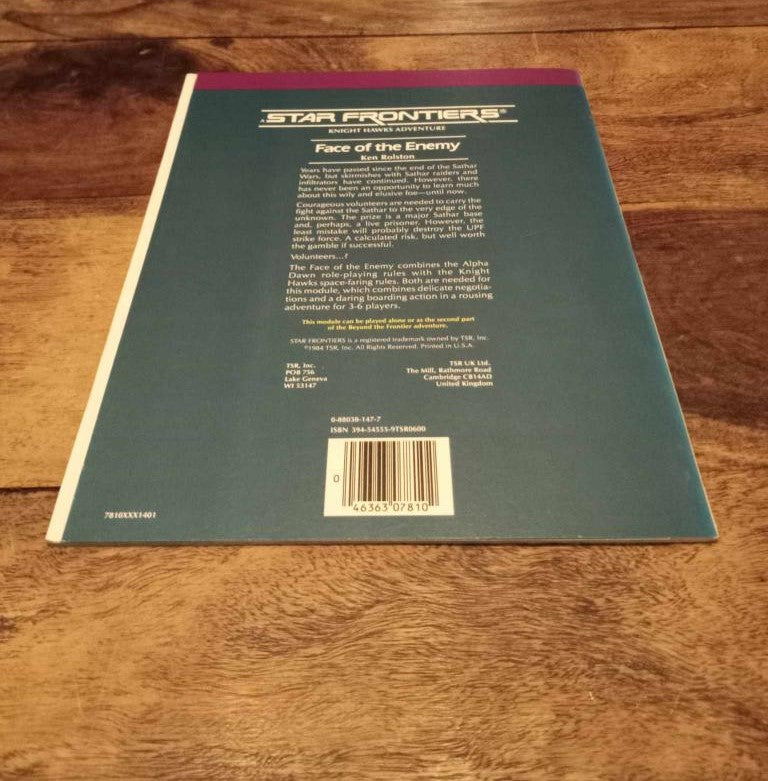 A STAR FRONTIERS®
KNIGHT HAWKS ADVENTURE
Face of the Enemy
Ken Rolston
Years have passed since the end of the Sathar
Wars, but skirmishes with Sathar raiders and
infiltrators have continued. However, there
has never been an opportunity to learn much
about this wily and elusive foe—until now.
Courageous volunteers are needed to carry the
fight against the Sathar to the very edge of the
unknown. The prize is a major Sathar base
and, perhaps, a live prisoner. However, the
least mistake will probably destroy the UPF
strike force. A calculated risk, but well worth
the gamble if successful.
Volunteers...?
The Face of the Enemy combines the Alpha
Dawn role-playing rules with the Knight
Hawks space-faring rules. Both are needed for
this module, which combines delicate negotia-
tions and a daring boarding action in a rousing
adventure for 3-6 players.
This module can be played alone or as the second part
of the Beyond the Frontier adventure.
STAR FRONTIERS is a registered trademark owned by TSR, Inc.
©1984 TSR, Inc. All Rights Reserved. Printed in U.S.A.
TSR, Inc.
POB 756
Lake Geneva
WI 53147
TSR UK Ltd.
The Mill, Rathmore Road
Cambridge CB14AD
United Kingdom
0-88038-147-7
ISBN 394-54555-9TSR0600
0 46363 07810
7810XXX1401